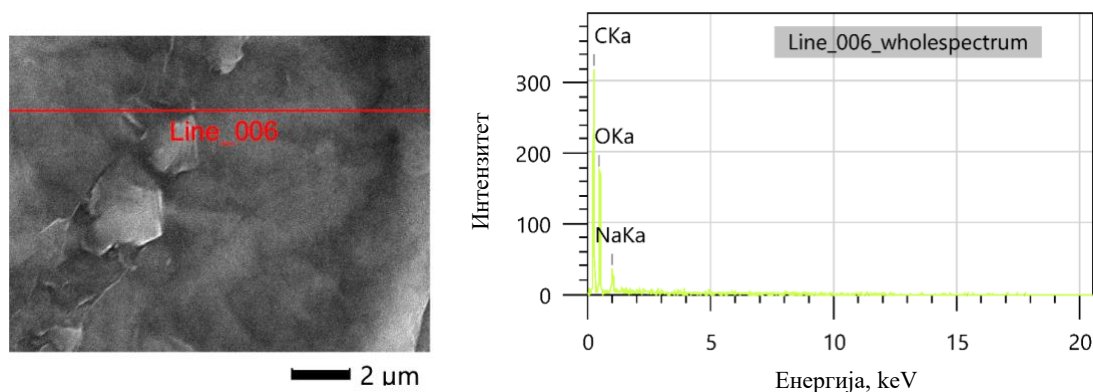 Line_006
2 µm
Line_006_wholespectrum
CKa
OKa
NaKa
Интензитет
300
200
100
0
0
5
10
15
20
Енергија, keV